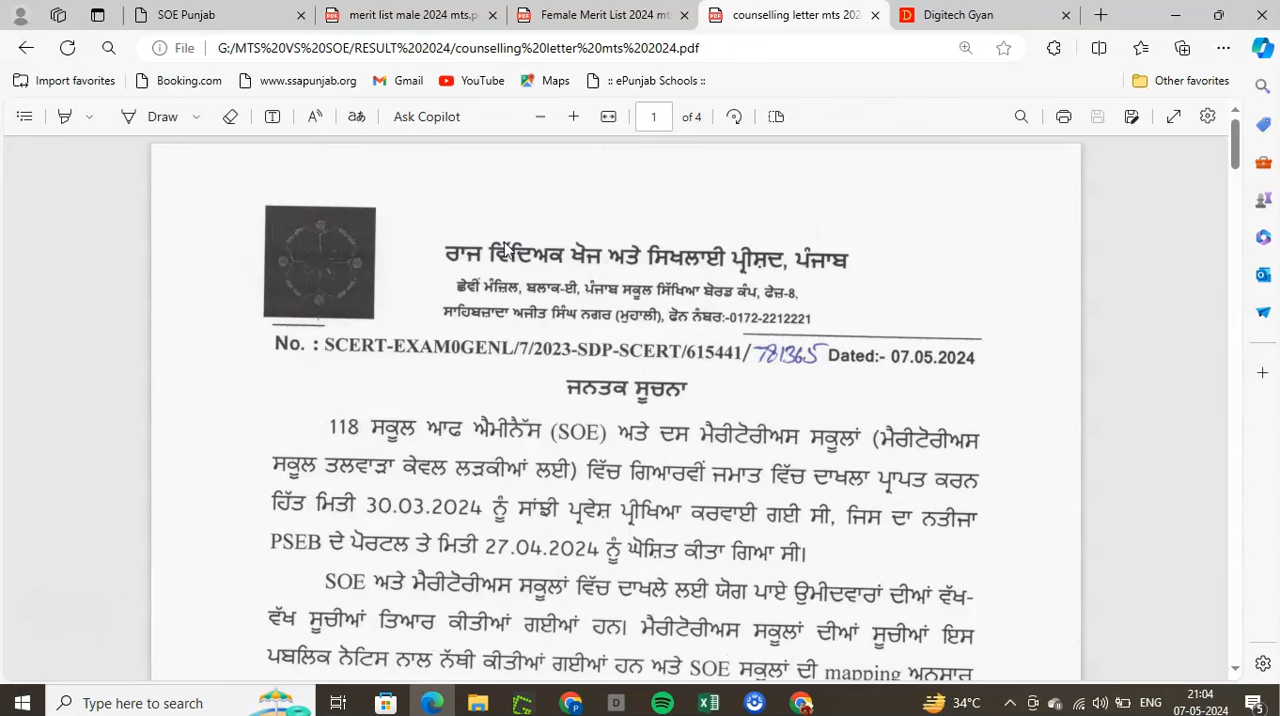 SOE Punjab
merit list male 2024 mts.p
Female Merit List 2024 mt
counselling letter mts 202
Digitech Gyan
File
G:/MTS%20VS%20SOE/RESULT%202024/counselling%20letter%20mts%202024.pdf
Import favorites
Booking.com
www.ssapunjab.org
Gmail
YouTube
Maps
:: ePunjab Schools ::
Other favorites
Draw
aあ
Ask Copilot
1
of 4
ਰਾਜ ਵਿੱਦਿਅਕ ਖੋਜ ਅਤੇ ਸਿਖਲਾਈ ਪ੍ਰੀਸ਼ਦ, ਪੰਜਾਬ
ਛੇਵੀਂ ਮੰਜ਼ਿਲ, ਬਲਾਕ-ਈ, ਪੰਜਾਬ ਸਕੂਲ ਸਿੱਖਿਆ ਬੋਰਡ ਕੰਪ, ਫੇਜ਼-8,
ਸਾਹਿਬਜ਼ਾਦਾ ਅਜੀਤ ਸਿੰਘ ਨਗਰ (ਮੁਹਾਲੀ), ਫੋਨ ਨੰਬਰ:-0172-2212221
No. : SCERT-EXAM0GENL/7/2023-SDP-SCERT/615441/781365 Dated:- 07.05.2024
ਜਨਤਕ ਸੂਚਨਾ
118 ਸਕੂਲ ਆਫ ਐਮੀਨੈਂਸ (SOE) ਅਤੇ ਦਸ ਮੈਰੀਟੋਰੀਅਸ ਸਕੂਲਾਂ (ਮੈਰੀਟੋਰੀਅਸ
ਸਕੂਲ ਤਲਵਾੜਾ ਕੇਵਲ ਲੜਕੀਆਂ ਲਈ) ਵਿੱਚ ਗਿਆਰਵੀਂ ਜਮਾਤ ਵਿੱਚ ਦਾਖਲਾ ਪ੍ਰਾਪਤ ਕਰਨ
ਹਿੱਤ ਮਿਤੀ 30.03.2024 ਨੂੰ ਸਾਂਝੀ ਪ੍ਰਵੇਸ਼ ਪ੍ਰੀਖਿਆ ਕਰਵਾਈ ਗਈ ਸੀ, ਜਿਸ ਦਾ ਨਤੀਜਾ
PSEB ਦੇ ਪੋਰਟਲ ਤੇ ਮਿਤੀ 27.04.2024 ਨੂੰ ਘੋਸ਼ਿਤ ਕੀਤਾ ਗਿਆ ਸੀ।
SOE ਅਤੇ ਮੈਰੀਟੋਰੀਅਸ ਸਕੂਲਾਂ ਵਿੱਚ ਦਾਖਲੇ ਲਈ ਯੋਗ ਪਾਏ ਉਮੀਦਵਾਰਾਂ ਦੀਆਂ ਵੱਖ-
ਵੱਖ ਸੂਚੀਆਂ ਤਿਆਰ ਕੀਤੀਆਂ ਗਈਆਂ ਹਨ। ਮੈਰੀਟੋਰੀਅਸ ਸਕੂਲਾਂ ਦੀਆਂ ਸੂਚੀਆਂ ਇਸ
ਪਬਲਿਕ ਨੋਟਿਸ ਨਾਲ ਨੱਥੀ ਕੀਤੀਆਂ ਗਈਆਂ ਹਨ ਅਤੇ SOE ਸਕੂਲਾਂ ਦੀ mapping ਅਨੁਸਾਰ
Type here to search
34°C
ENG
21:04
07-05-2024